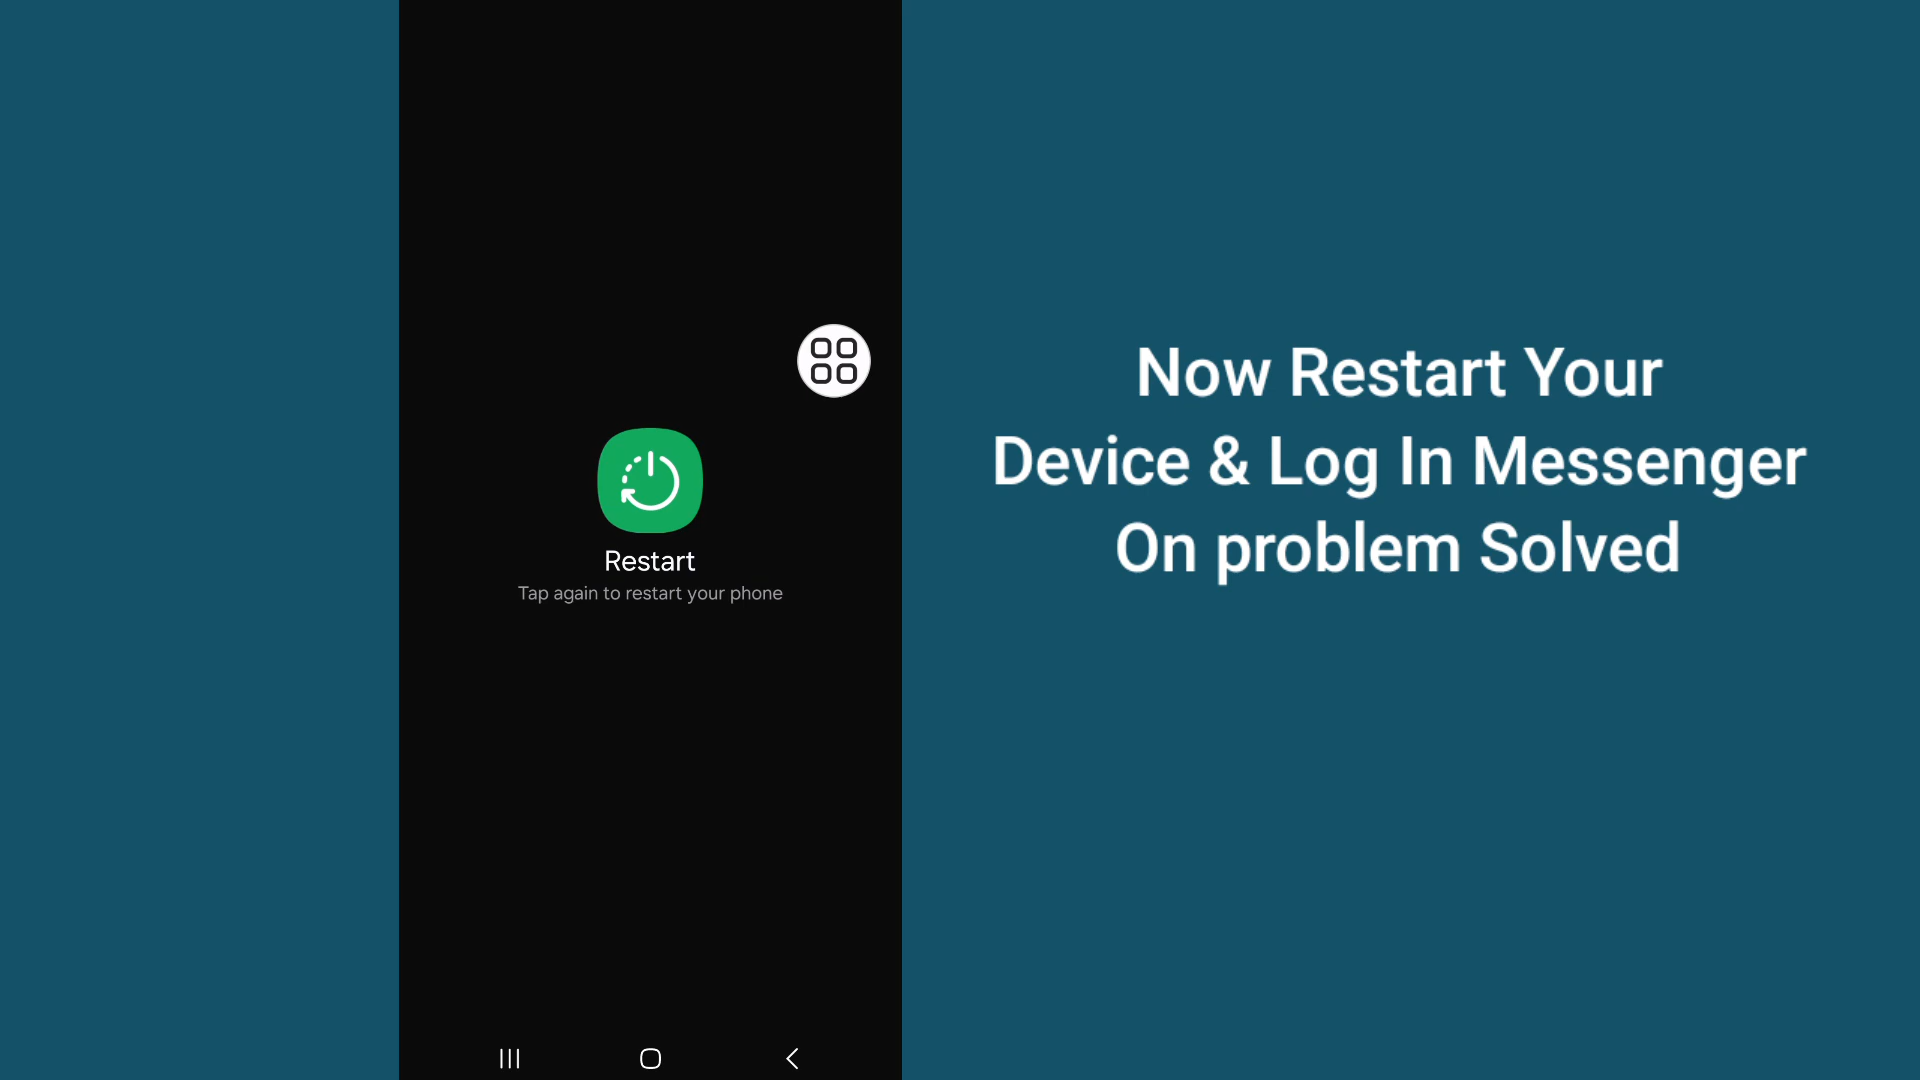 Restart
Tap again to restart your phone
Now Restart Your
Device & Log In Messenger
On problem Solved